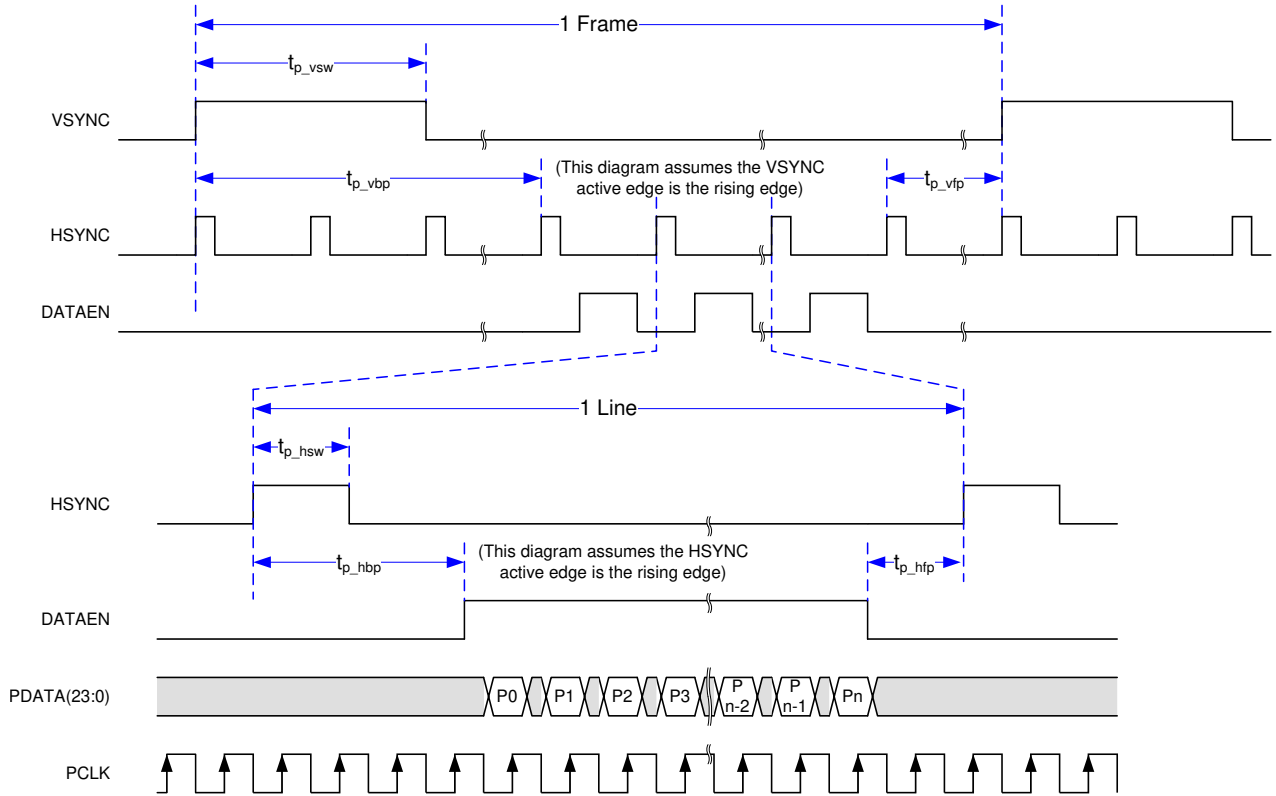 1 Frame
tp_vsw
VSYNC
tp_vbp
(This diagram assumes the VSYNC
active edge is the rising edge)
tp_vfp
HSYNC
DATAEN
1 Line
tp_hsw
HSYNC
tp_hbp
(This diagram assumes the HSYNC
active edge is the rising edge)
tp_hfp
DATAEN
PDATA(23:0)
P0
P1
P2
P3
P
n-2
P
n-1
Pn
PCLK